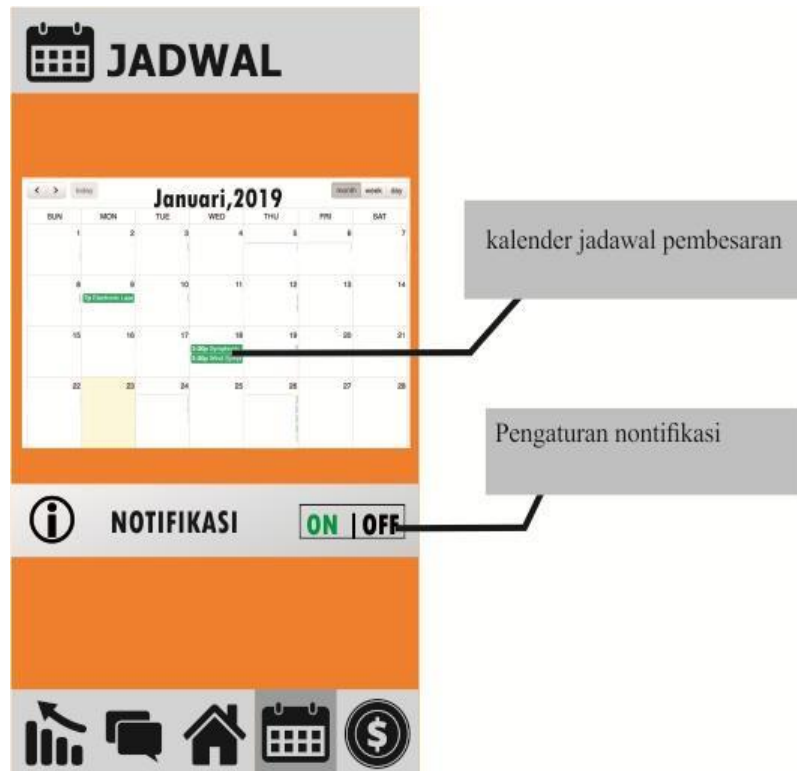 JADWAL
today
Januari,2019
month week day
SUN MON TUE WED THU FRI SAT
1 2 3 4 5 6 7
8 9 10 11 12 13 14
15 16 17 18 19 20 21
22 23 24 25 26 27 28
kalender jadawal pembesaran
Pengaturan nontifikasi
NOTIFIKASI ON | OFF